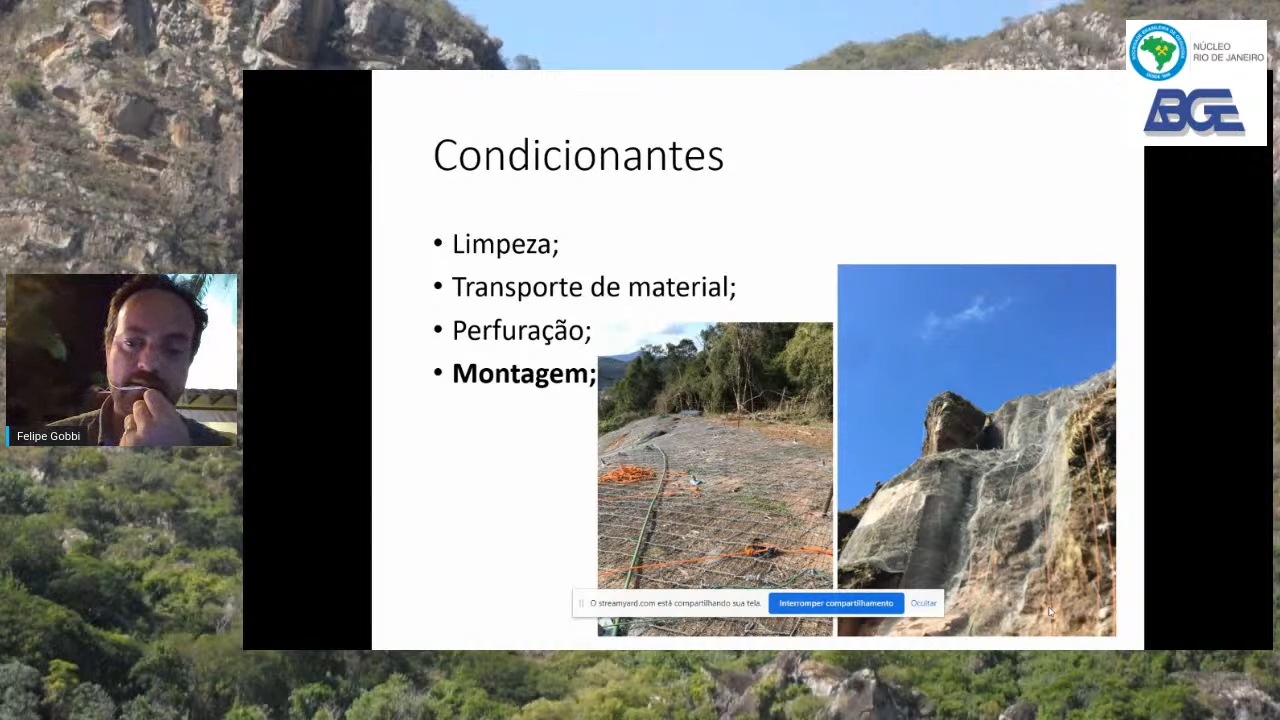 NÚCLEO
RIO DE JANEIRO
ABGE
Condicionantes
• Limpeza;
• Transporte de material;
• Perfuração;
• Montagem;
Felipe Gobbi
O streamyard.com está compartilhando sua tela.
Interromper compartilhamento
Ocultar